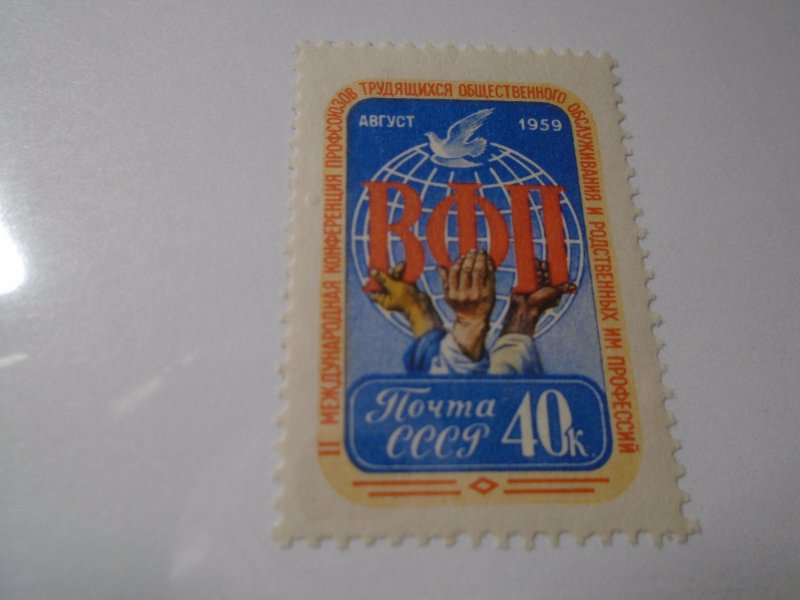 II МЕЖДУНАРОДНАЯ КОНФЕРЕНЦИЯ ПРОФСОЮЗОВ ТРУДЯЩИХСЯ ОБЩЕСТВЕННОГО ОБСЛУЖИВАНИЯ И РОДСТВЕННЫХ ИМ ПРОФЕССИЙ
АВГУСТ 1959
ВФП
Почта
СССР 40к.